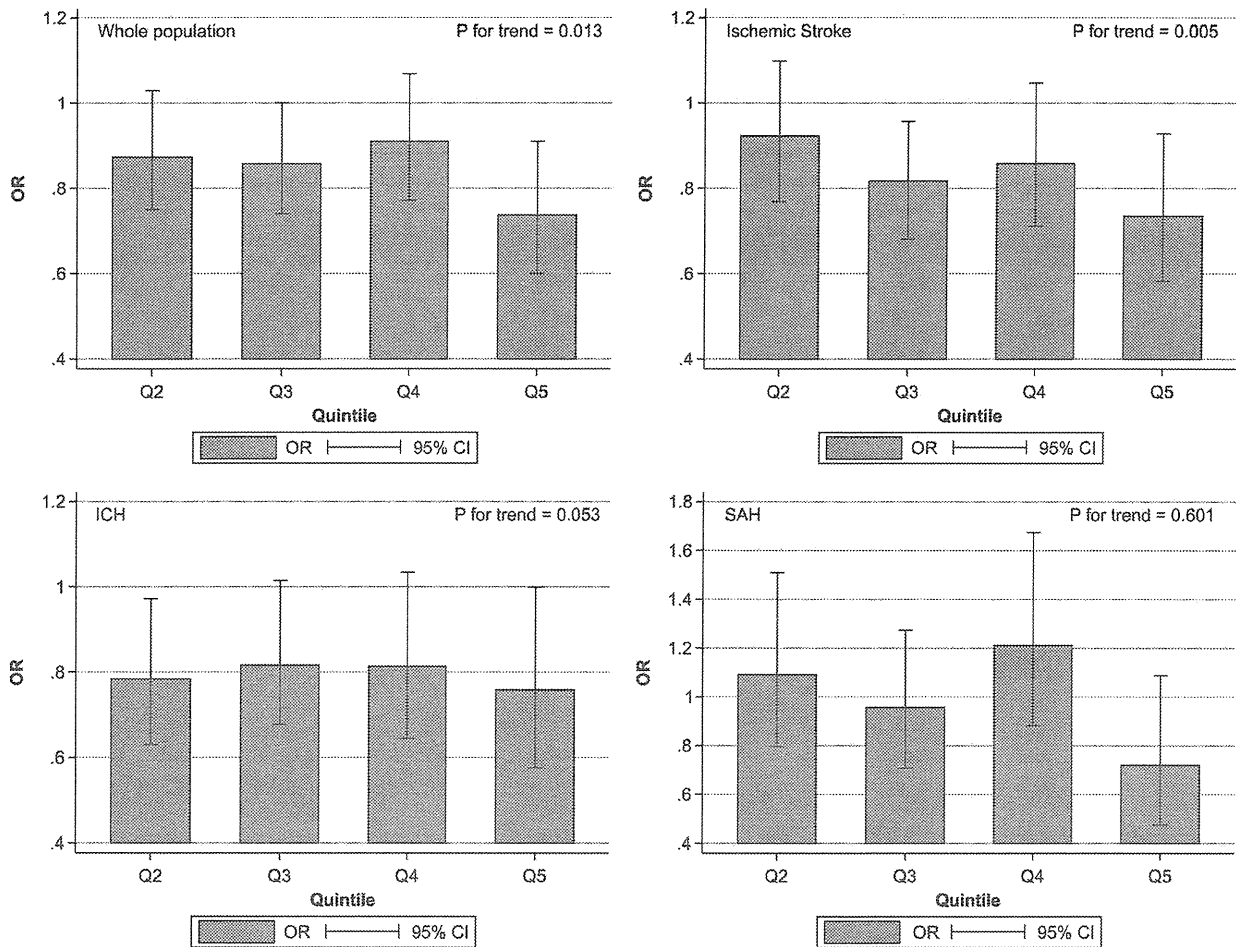 Whole population P for trend = 0.013
1.2
1
.8
.6
.4
OR
Q2 Q3 Q4 Q5
Quintile
OR 95% CI
Ischemic Stroke P for trend = 0.005
1.2
1
.8
.6
.4
OR
Q2 Q3 Q4 Q5
Quintile
OR 95% CI
ICH P for trend = 0.053
1.2
1
.8
.6
.4
OR
Q2 Q3 Q4 Q5
Quintile
OR 95% CI
SAH P for trend = 0.601
1.8
1.6
1.4
1.2
1
.8
.6
.4
OR
Q2 Q3 Q4 Q5
Quintile
OR 95% CI